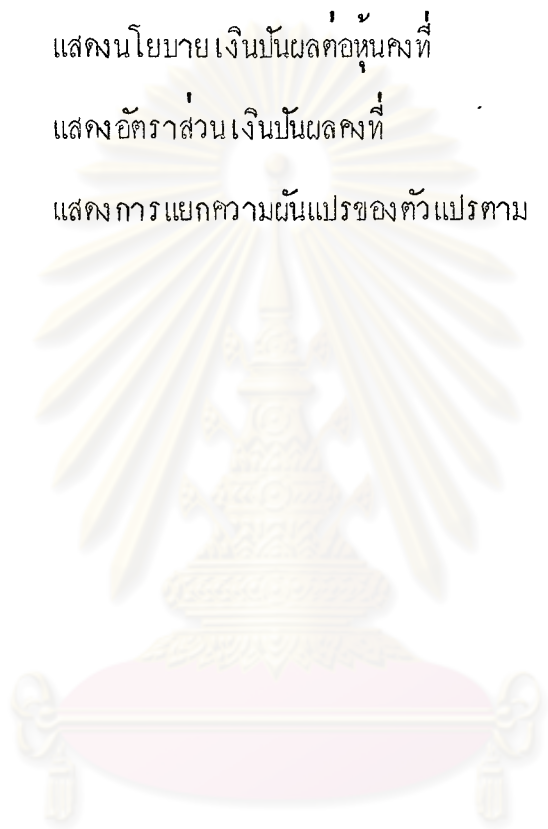 แสดงนโยบายเงินปันผลต่อหุ้นคงที่
แสดงอัตราส่วนเงินปันผลคงที่
แสดงการแยกความผันแปรของตัวแปรตาม